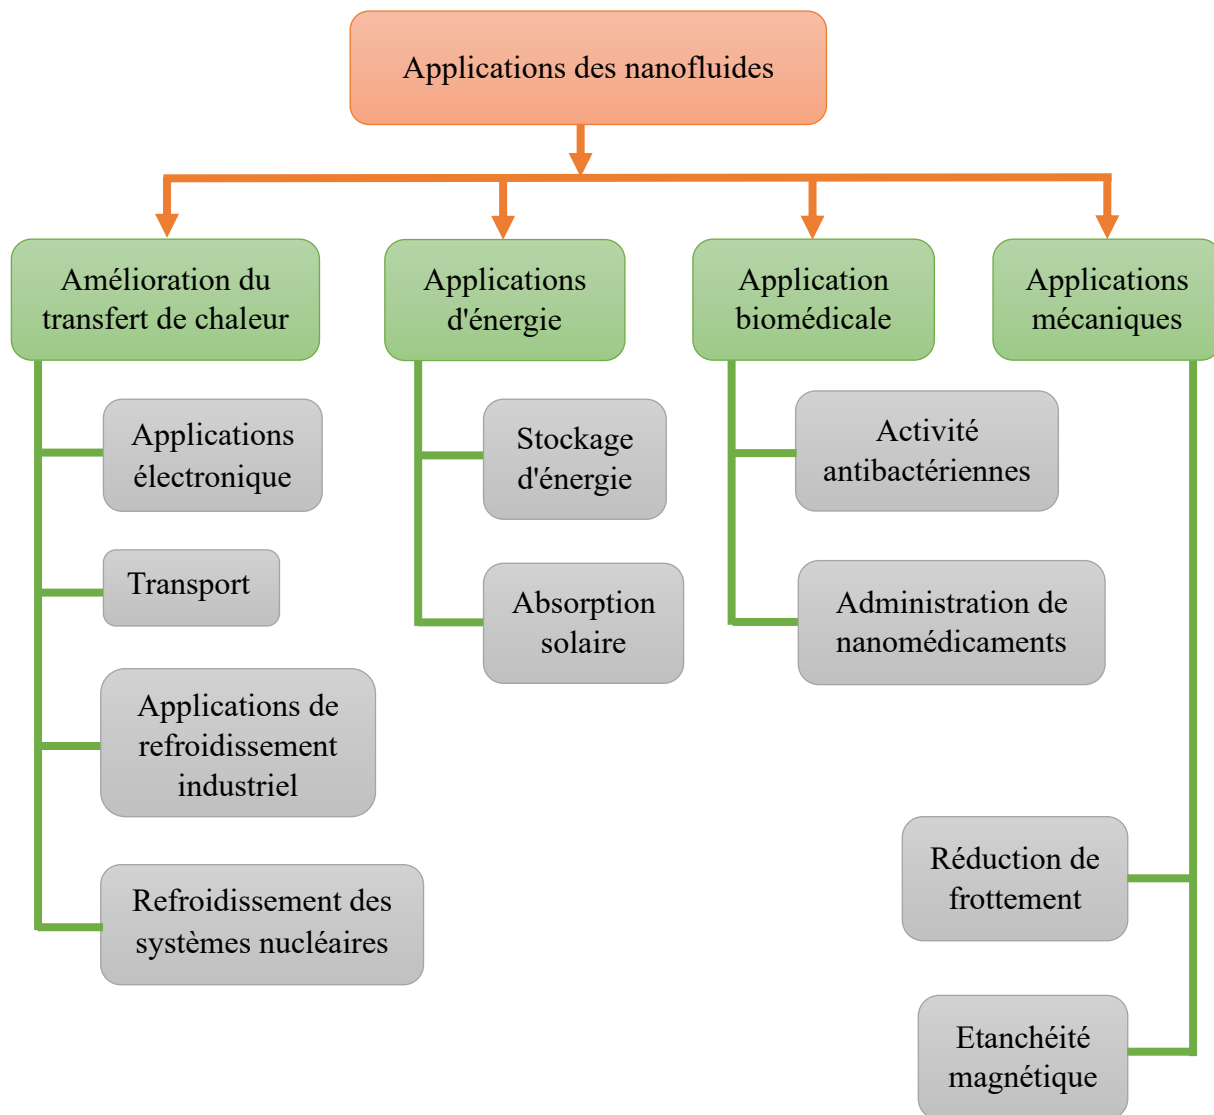 Applications des nanofluides
Amélioration du
transfert de chaleur
Applications
d'énergie
Application
biomédicale
Applications
mécaniques
Applications
électronique
Transport
Applications de
refroidissement
industriel
Refroidissement des
systèmes nucléaires
Stockage
d'énergie
Absorption
solaire
Activité
antibactériennes
Administration de
nanomédicaments
Réduction de
frottement
Etanchéité
magnétique